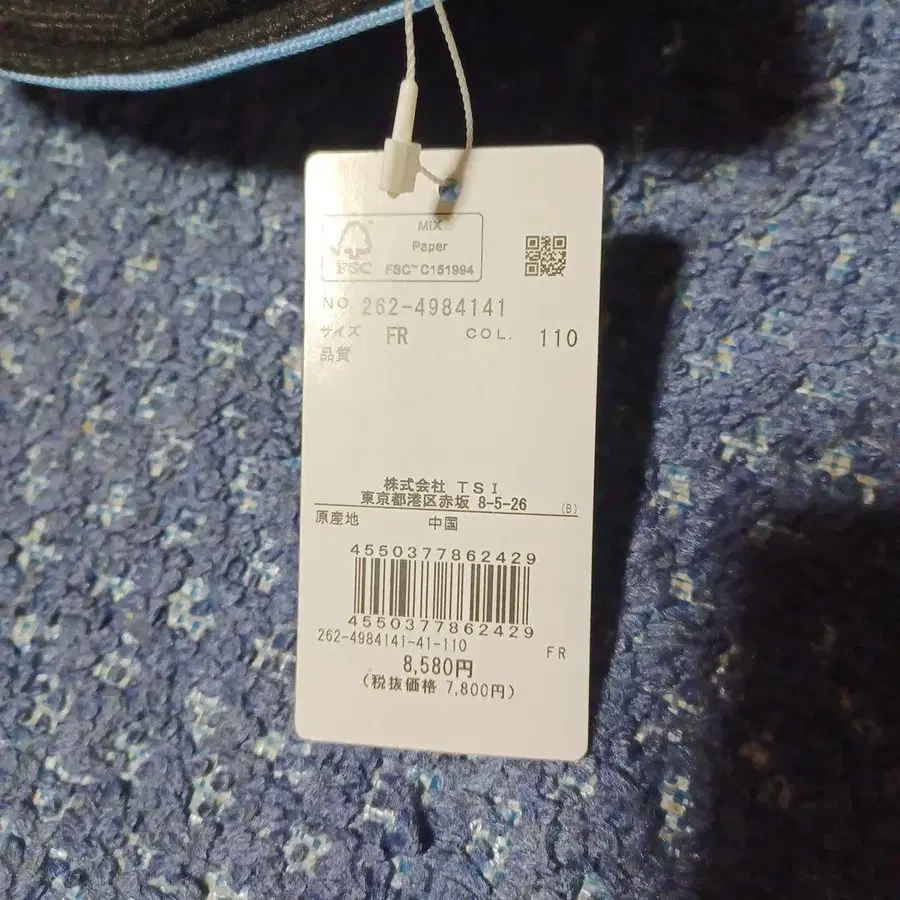 MIX
Paper
FSC™ C151994
FSC
NO. 262-4984141
サイズ FR COL. 110
品質
株式会社 TSI
東京都港区赤坂 8-5-26 (B)
原産地 中国
4550377862429
4550377862429
262-4984141-41-110 FR
8,580円
(税抜価格 7,800円)